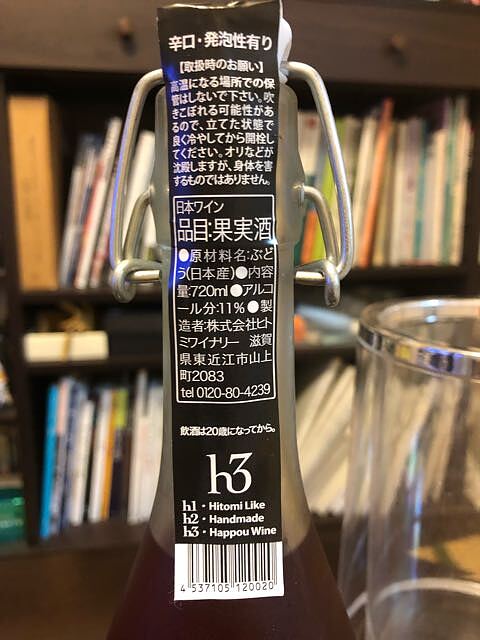 辛口・発泡性有り
【取扱時のお願い】
高温になる場所での保
管はしないで下さい。吹
きこぼれる可能性があ
るので、立てた状態で
良く冷やしてから開栓し
てください。オリなどが
沈殿しますが、身体を害
するものではありません。
日本ワイン
品目:果実酒
●原材料名:ぶど
う(日本産)●内容
量:720ml●アルコ
ール分:11%●製
造者:株式会社ヒト
ミワイナリー 滋賀
県東近江市山上
町2083
tel 0120-80-4239
飲酒は20歳になってから。
h3
h1・Hitomi Like
h2・Handmade
h3・Happou Wine
4 537105 120020